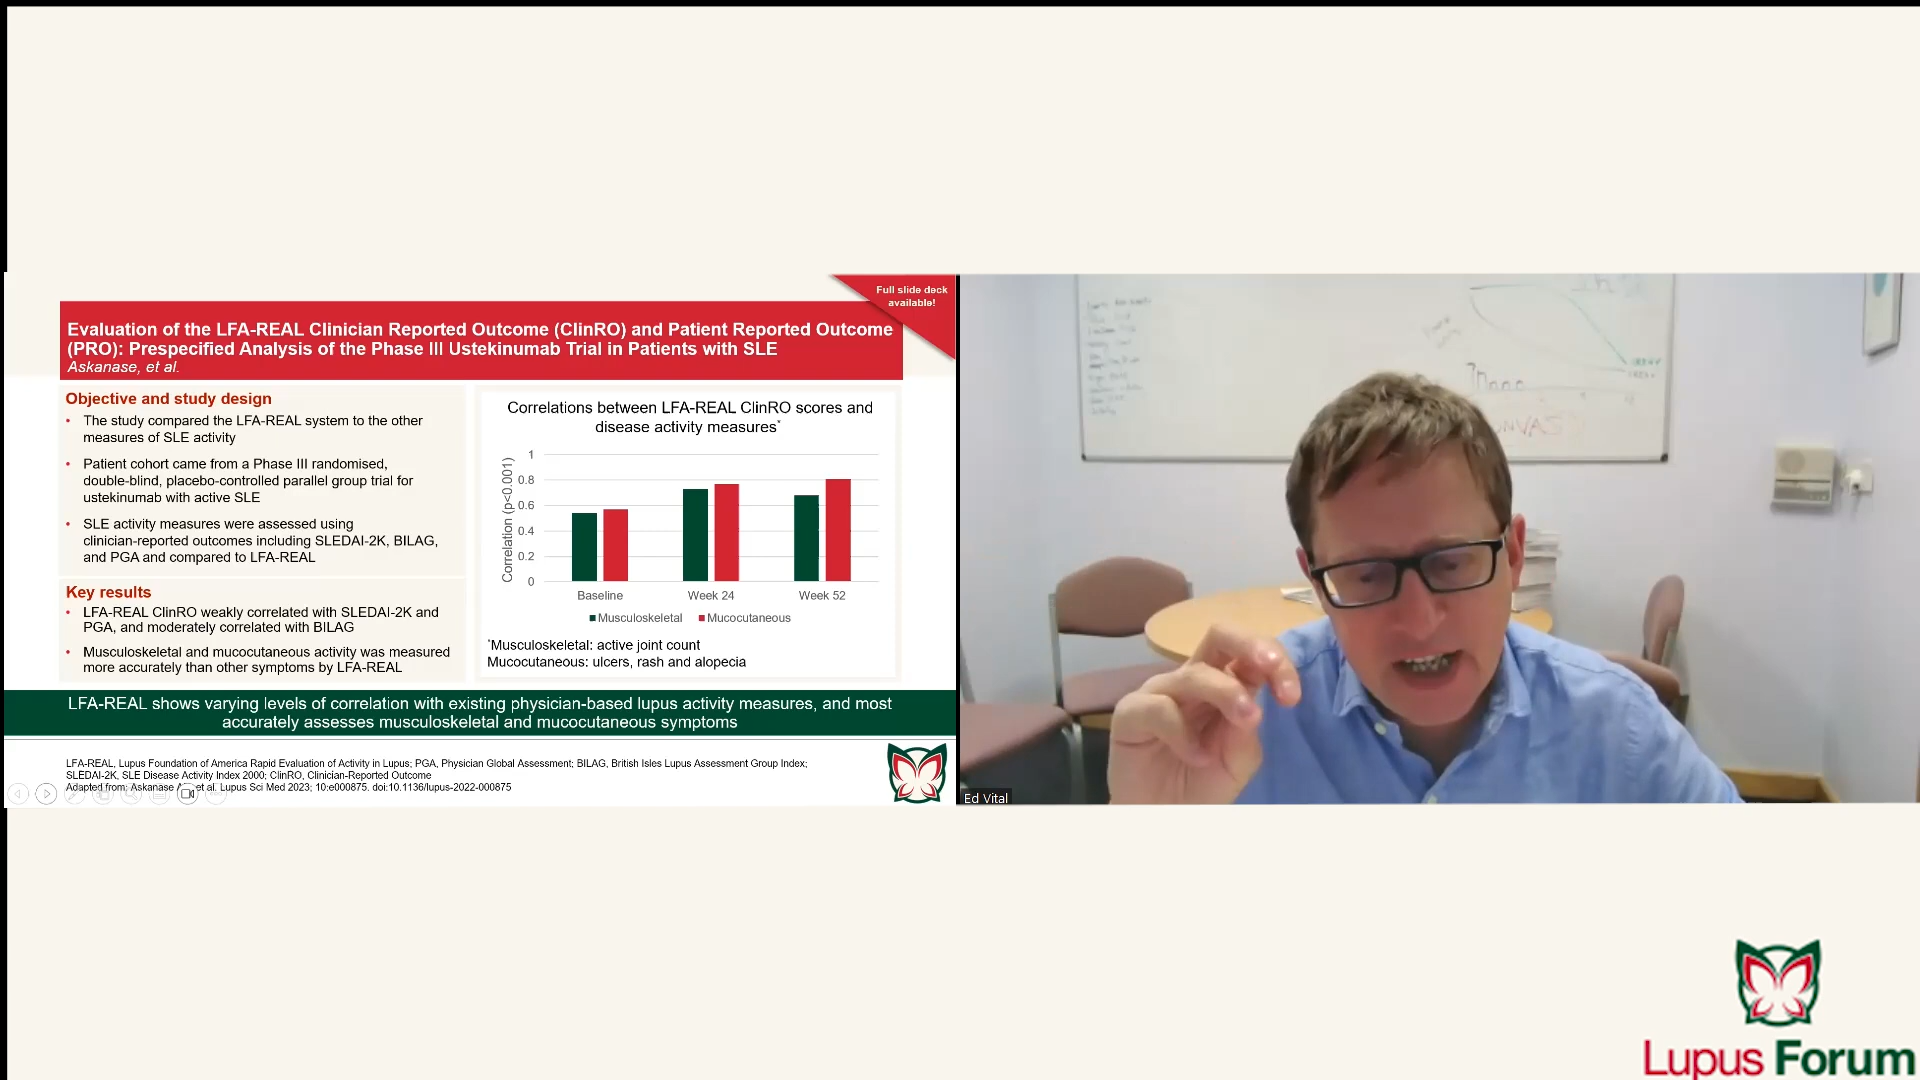 Full slide deck
available!
Evaluation of the LFA-REAL Clinician Reported Outcome (ClinRO) and Patient Reported Outcome
(PRO): Prespecified Analysis of the Phase III Ustekinumab Trial in Patients with SLE
Askanase, et al.
Objective and study design
• The study compared the LFA-REAL system to the other
measures of SLE activity
• Patient cohort came from a Phase III randomised,
double-blind, placebo-controlled parallel group trial for
ustekinumab with active SLE
• SLE activity measures were assessed using
clinician-reported outcomes including SLEDAI-2K, BILAG,
and PGA and compared to LFA-REAL
Key results
• LFA-REAL ClinRO weakly correlated with SLEDAI-2K and
PGA, and moderately correlated with BILAG
• Musculoskeletal and mucocutaneous activity was measured
more accurately than other symptoms by LFA-REAL
Correlations between LFA-REAL ClinRO scores and
disease activity measures*
Correlation (p<0.001)
1
0.8
0.6
0.4
0.2
0
Baseline Week 24 Week 52
Musculoskeletal Mucocutaneous
*Musculoskeletal: active joint count
Mucocutaneous: ulcers, rash and alopecia
LFA-REAL shows varying levels of correlation with existing physician-based lupus activity measures, and most
accurately assesses musculoskeletal and mucocutaneous symptoms
LFA-REAL, Lupus Foundation of America Rapid Evaluation of Activity in Lupus; PGA, Physician Global Assessment; BILAG, British Isles Lupus Assessment Group Index;
SLEDAI-2K, SLE Disease Activity Index 2000; ClinRO, Clinician-Reported Outcome
Adapted from: Askanase et al. Lupus Sci Med 2023; 10:e000875. doi:10.1136/lupus-2022-000875
Ed Vital
Lupus Forum